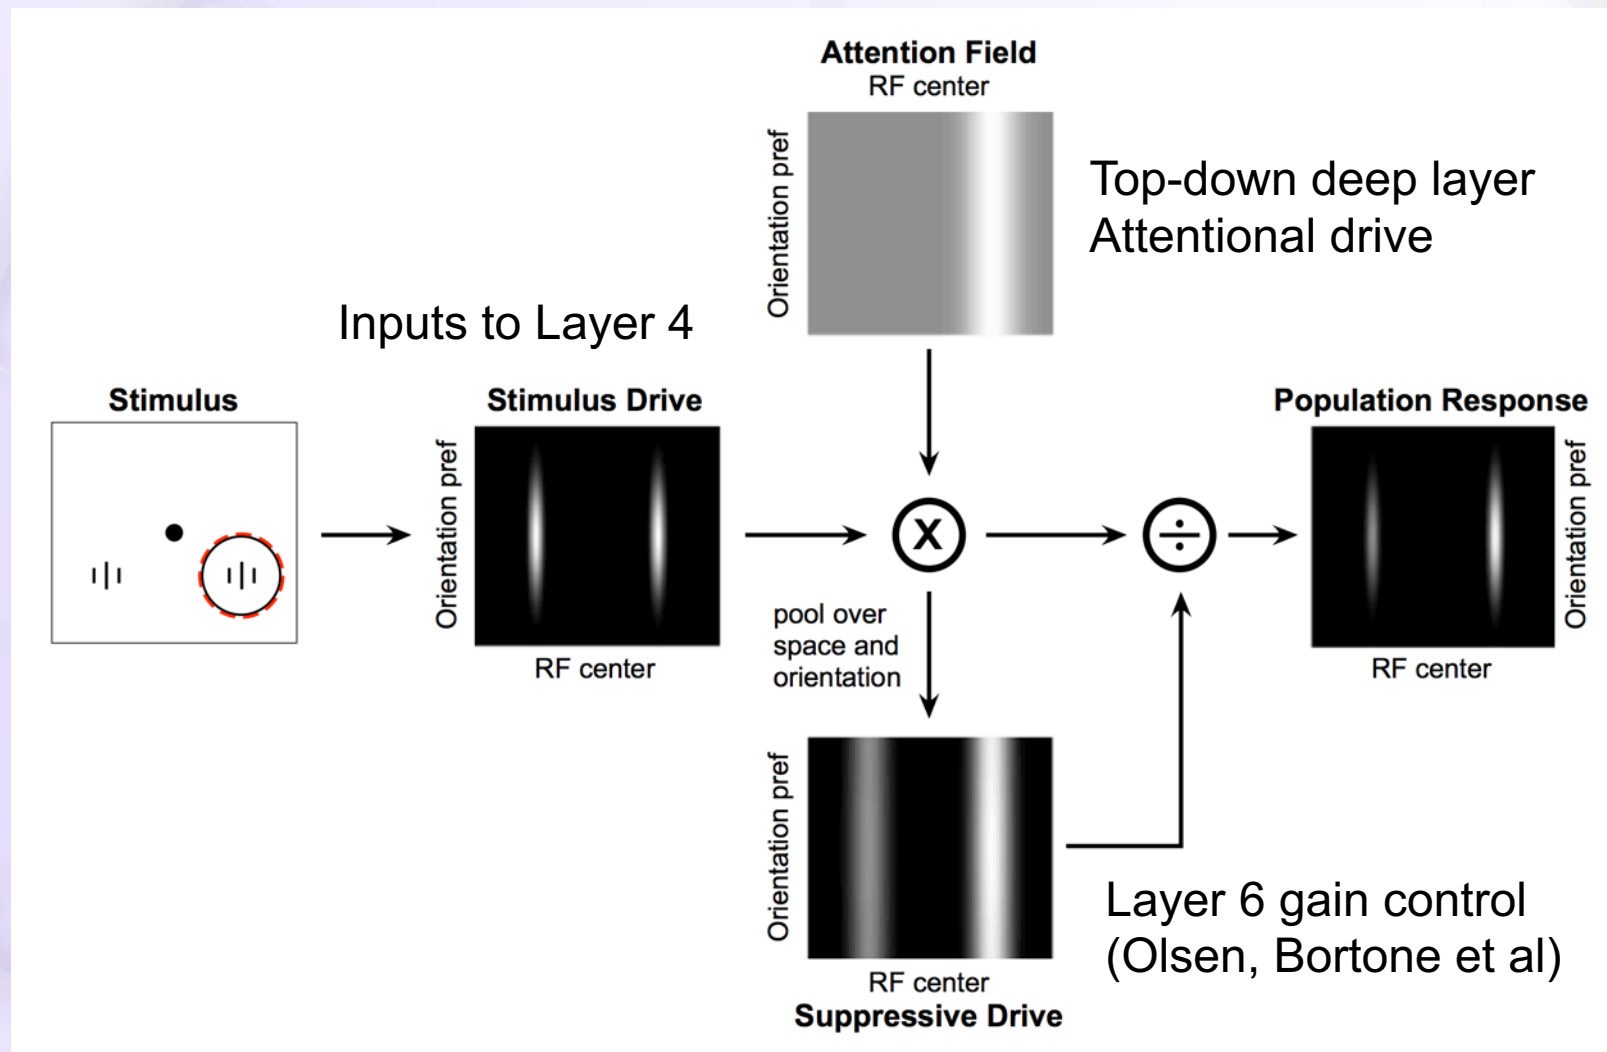 Attention Field
RF center
Orientation pref
Top-down deep layer
Attentional drive
Inputs to Layer 4
Stimulus
Stimulus Drive
Orientation pref
RF center
X
÷
pool over
space and
orientation
Population Response
Orientation pref
RF center
Orientation pref
RF center
Suppressive Drive
Layer 6 gain control
(Olsen, Bortone et al)